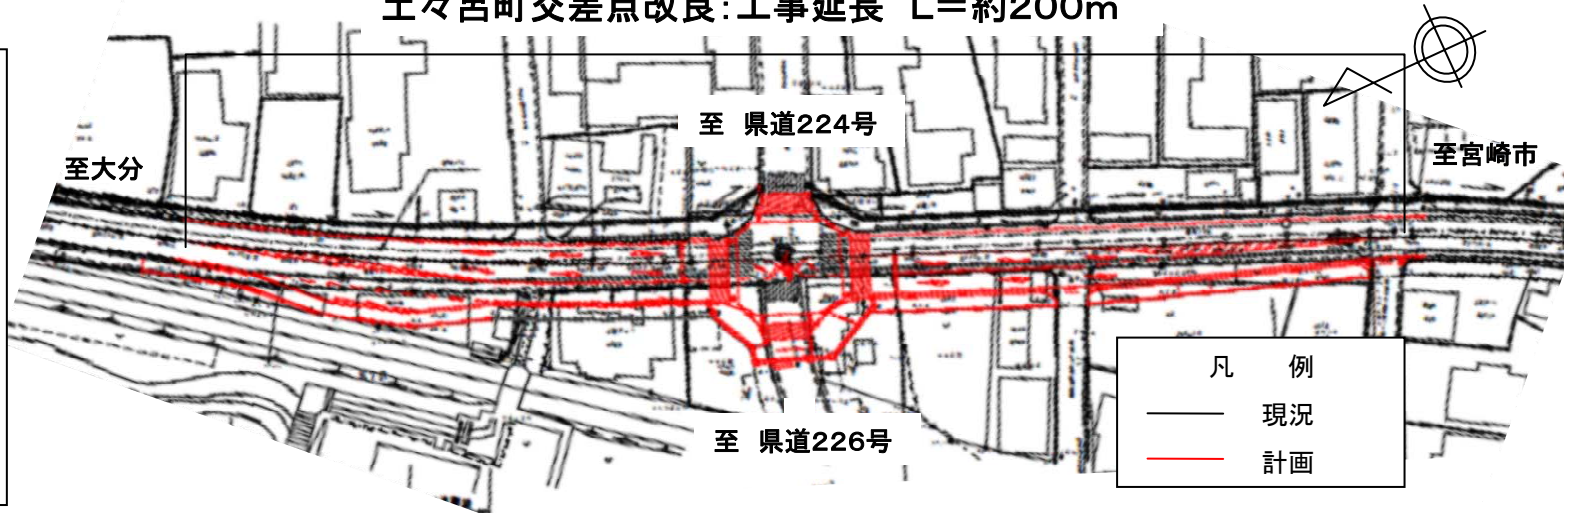 土々呂町交差点改良:工事延長 L=約200m
至 県道224号
至大分
至宮崎市
至 県道226号
凡 例
現況
計画